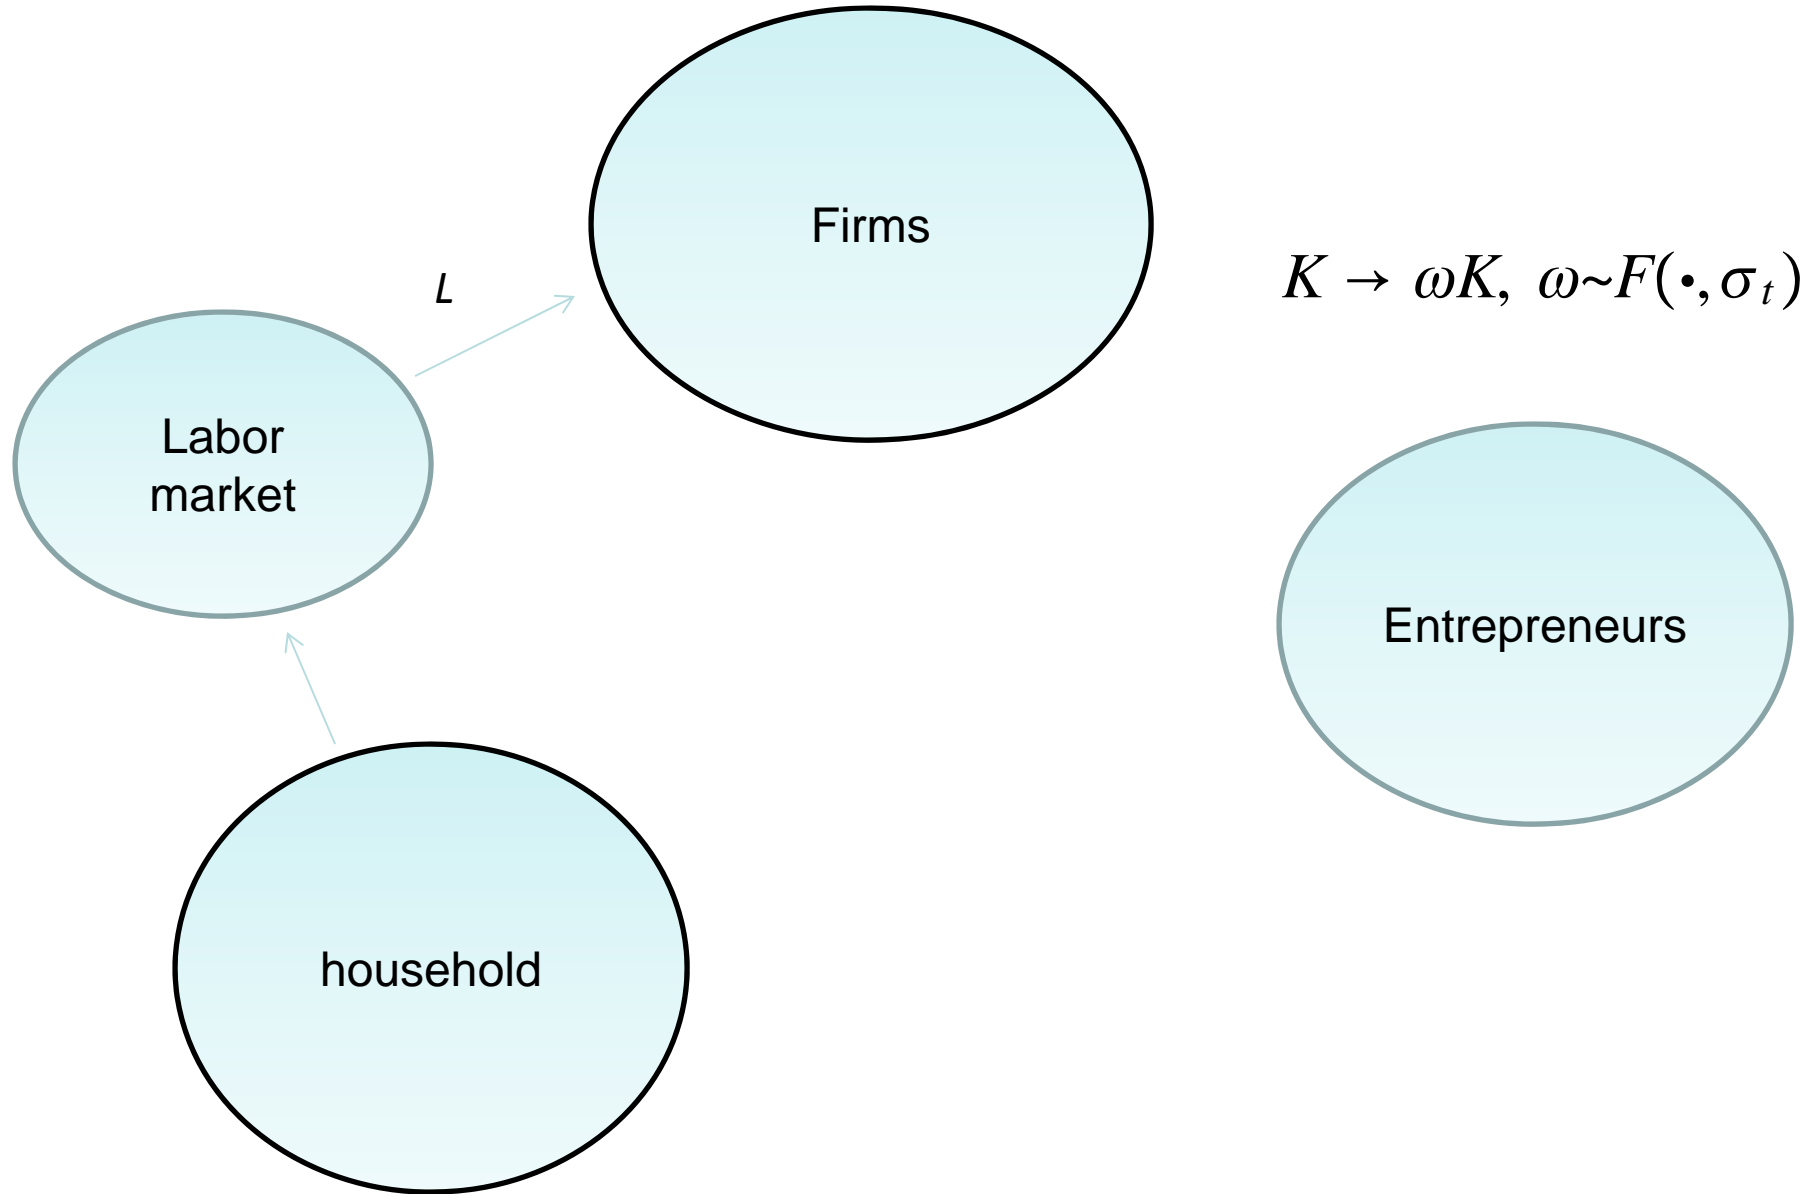 Firms
K → ωK, ω~F(•, σ_t)
L
Labor
market
Entrepreneurs
household